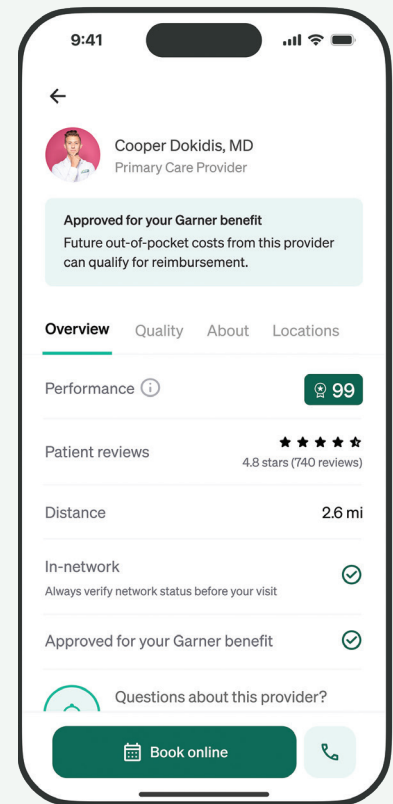 9:41
Cooper Dokidis, MD
Primary Care Provider
Approved for your Garner benefit
Future out-of-pocket costs from this provider
can qualify for reimbursement.
Overview Quality About Locations
Performance 99
Patient reviews
4.8 stars (740 reviews)
Distance 2.6 mi
In-network
Always verify network status before your visit
Approved for your Garner benefit
Questions about this provider?
Book online